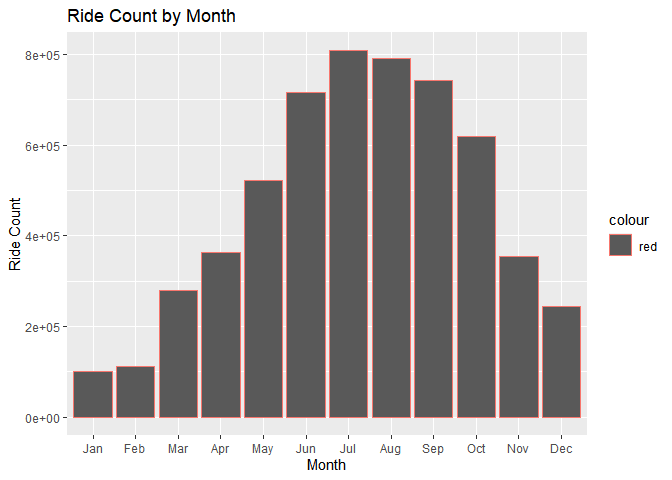 Ride Count by Month
8e+05
6e+05
4e+05
2e+05
0e+00
Ride Count
Jan Feb Mar Apr May Jun Jul Aug Sep Oct Nov Dec
Month
colour
red